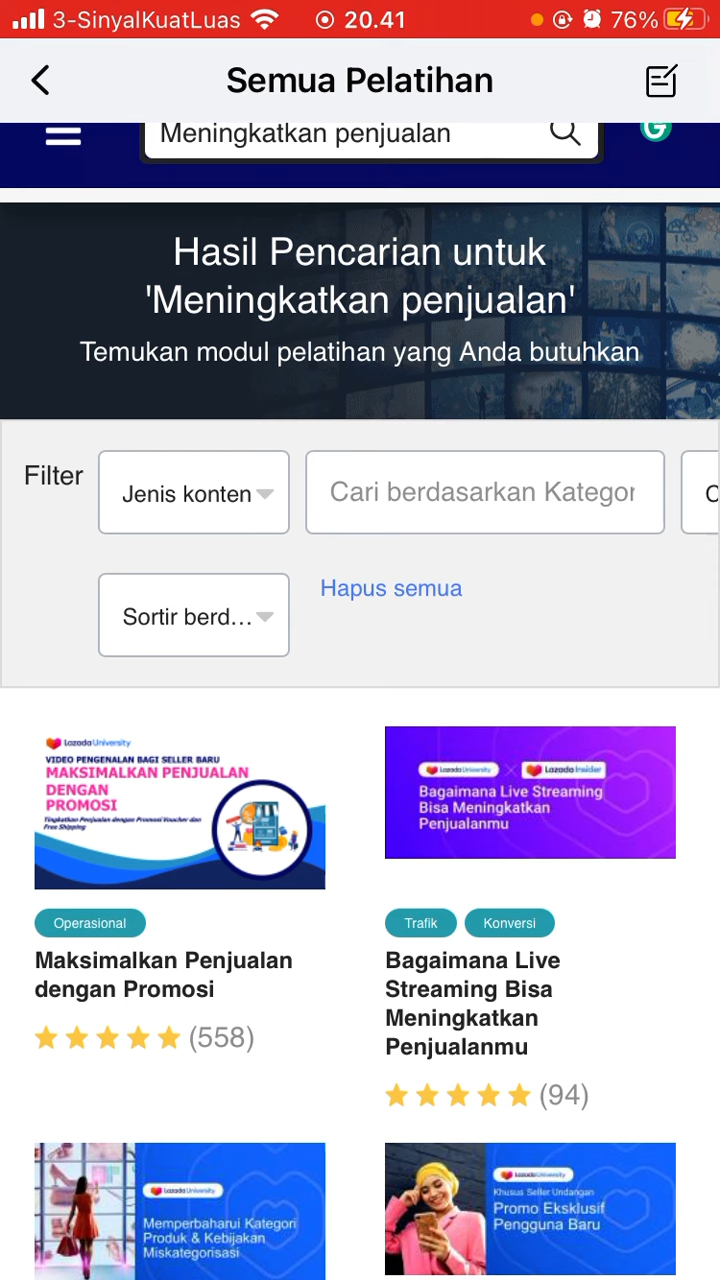 3-SinyalKuatLuas 20.41 76%
Semua Pelatihan
Meningkatkan penjualan
Hasil Pencarian untuk
'Meningkatkan penjualan'
Temukan modul pelatihan yang Anda butuhkan
Filter
Jenis konten
Cari berdasarkan Kategor
C
Sortir berd...
Hapus semua
Lazada University
VIDEO PENGENALAN BAGI SELLER BARU
MAKSIMALKAN PENJUALAN
DENGAN
PROMOSI
Tingkatkan Penjualan dengan Promosi Voucher dan
Free Shipping
Operasional
Maksimalkan Penjualan
dengan Promosi
(558)
Lazada University × Lazada Insider
Bagaimana Live Streaming
Bisa Meningkatkan
Penjualanmu
Trafik Konversi
Bagaimana Live
Streaming Bisa
Meningkatkan
Penjualanmu
(94)
Lazada University
Memperbaharui Kategori
Produk & Kebijakan
Miskategorisasi
Lazada University
Khusus Seller Undangan
Promo Eksklusif
Pengguna Baru